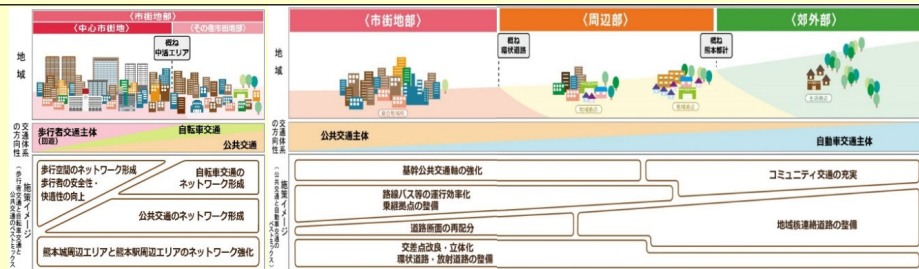 〈市街地部〉
〈中心市街地〉
〈その他市街地部〉
概ね
中通エリア
地域
交通体系
の方向性
歩行者交通主体
(回遊)
自転車交通
公共交通
施策イメージ
(歩行者交通と自転車交通と
公共交通のベストミックス)
歩行空間のネットワーク形成
歩行者の安全性・
快適性の向上
自転車交通の
ネットワーク形成
公共交通のネットワーク形成
熊本城周辺エリアと熊本駅周辺エリアのネットワーク強化
〈市街地部〉
〈周辺部〉
〈郊外部〉
概ね
環状道路
概ね
熊本都計
地域
地域拠点
地域拠点
生活拠点
交通体系
の方向性
公共交通主体
自動車交通主体
施策イメージ
(公共交通と自動車交通の
ベストミックス)
基幹公共交通軸の強化
コミュニティ交通の充実
路線バス等の運行効率化
乗継拠点の整備
道路断面の再配分
地域核連絡道路の整備
交差点改良・立体化
環状道路・放射道路の整備